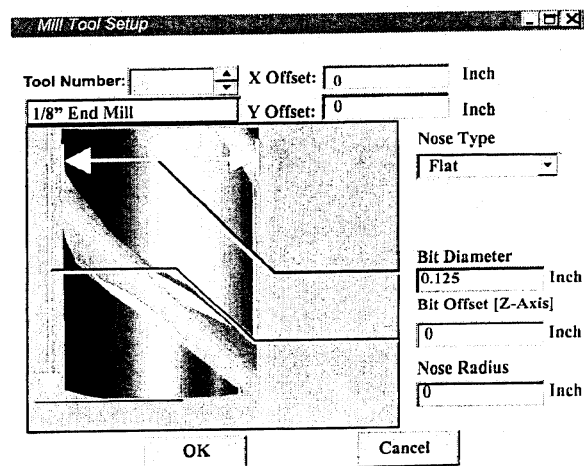 Mill Tool Setup
Tool Number:
X Offset: 0 Inch
1/8” End Mill
Y Offset: 0 Inch
Nose Type
Flat
Bit Diameter
0.125 Inch
Bit Offset [Z-Axis]
0 Inch
Nose Radius
0 Inch
OK Cancel